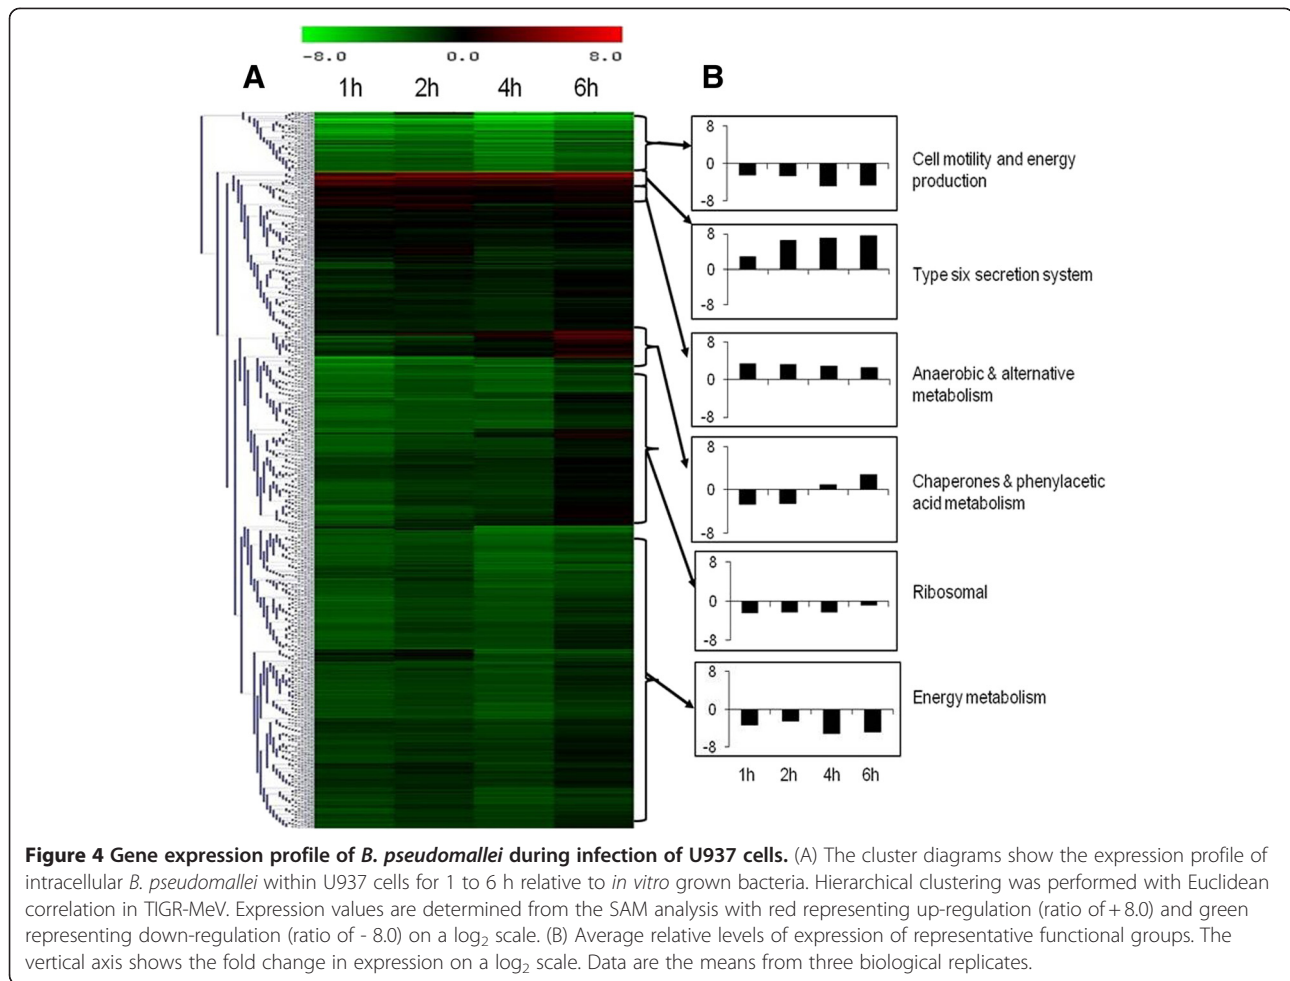 -8.0 0.0 8.0
A B
1h 2h 4h 6h
8
0
-8
Cell motility and energy
production
8
0
-8
Type six secretion system
8
0
-8
Anaerobic & alternative
metabolism
8
0
-8
Chaperones & phenylacetic
acid metabolism
8
0
-8
Ribosomal
8
0
-8
Energy metabolism
1h 2h 4h 6h
Figure 4 Gene expression profile of B. pseudomallei during infection of U937 cells. (A) The cluster diagrams show the expression profile of
intracellular B. pseudomallei within U937 cells for 1 to 6 h relative to in vitro grown bacteria. Hierarchical clustering was performed with Euclidean
correlation in TIGR-MeV. Expression values are determined from the SAM analysis with red representing up-regulation (ratio of + 8.0) and green
representing down-regulation (ratio of - 8.0) on a log₂ scale. (B) Average relative levels of expression of representative functional groups. The
vertical axis shows the fold change in expression on a log₂ scale. Data are the means from three biological replicates.